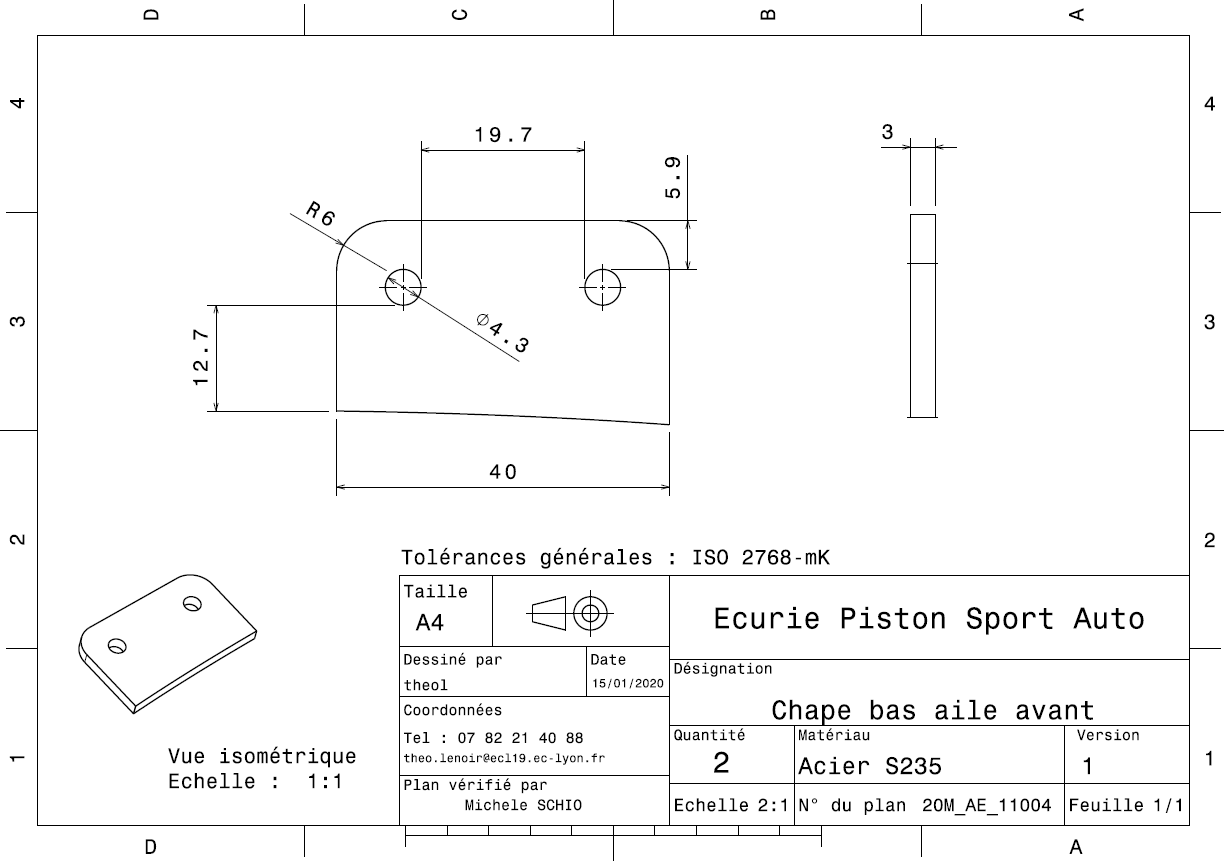 D C B A
4 4
3 3
2 2
1 1
19.7
5.9
3
R6
Ø4.3
12.7
40
Tolérances générales : ISO 2768-mK
Taille
A4
Ecurie Piston Sport Auto
Dessiné par
theol
Date
15/01/2020
Désignation
Chape bas aile avant
Coordonnées
Tel : 07 82 21 40 88
theo.lenoir@ecl19.ec-lyon.fr
Quantité
2
Matériau
Acier S235
Version
1
Plan vérifié par
Michele SCHIO
Echelle 2:1
N° du plan 20M_AE_11004
Feuille 1/1
Vue isométrique
Echelle : 1:1
D A